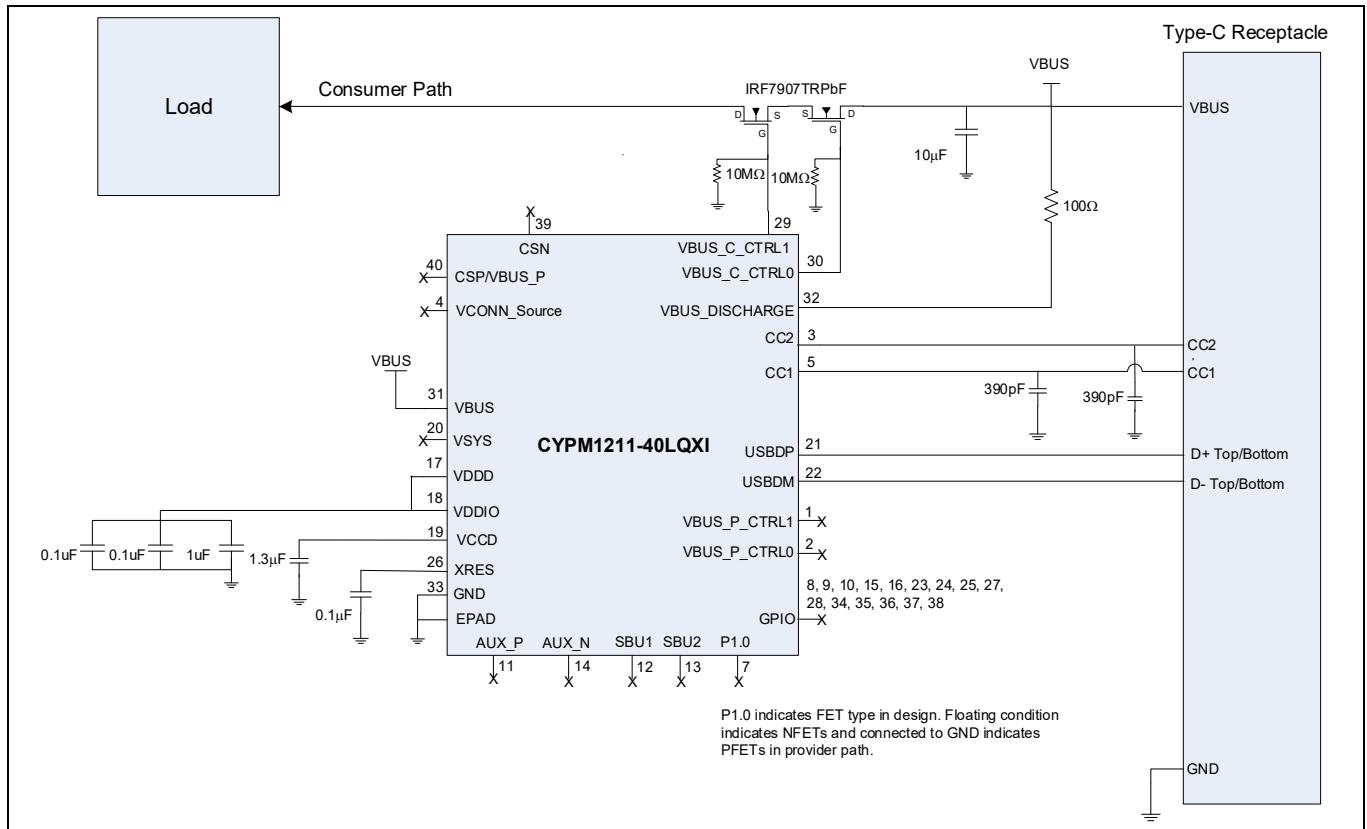 Type-C Receptacle
Load
Consumer Path
IRF7907TRPbF
VBUS
VBUS
D
S
G
S
D
G
10MΩ
10MΩ
10µF
100Ω
39
CSN
29
VBUS_C_CTRL1
40
CSP/VBUS_P
30
VBUS_C_CTRL0
4
VCONN_Source
32
VBUS_DISCHARGE
3
CC2
CC2
5
CC1
CC1
390pF
390pF
VBUS
31
VBUS
20
VSYS
CYPM1211-40LQXI
17
VDDD
21
USBDP
D+ Top/Bottom
22
USBDM
D- Top/Bottom
18
VDDIO
1
VBUS_P_CTRL1
19
VCCD
2
VBUS_P_CTRL0
0.1uF
0.1uF
1uF
1.3µF
26
XRES
0.1µF
33
GND
EPAD
8, 9, 10, 15, 16, 23, 24, 25, 27,
28, 34, 35, 36, 37, 38
GPIO
AUX_P
AUX_N
SBU1
SBU2
P1.0
11
14
12
13
7
P1.0 indicates FET type in design. Floating condition
indicates NFETs and connected to GND indicates
PFETs in provider path.
GND